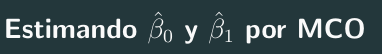 Estimando β̂₀ y β̂₁ por MCO